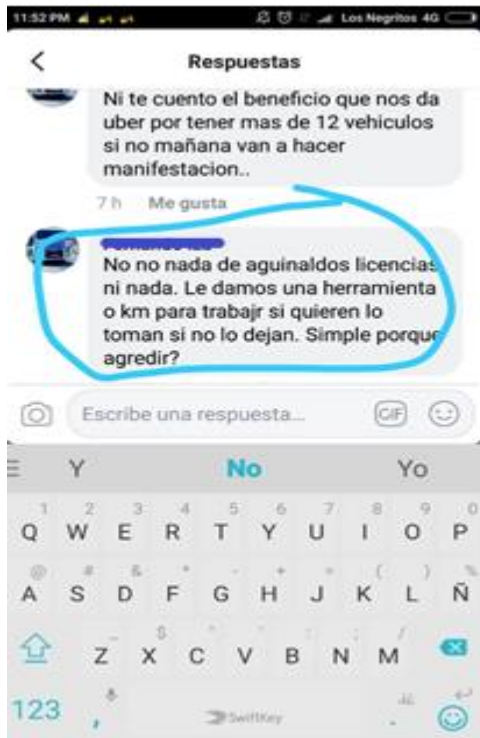 11:52 PM
Los Negritos 4G
Respuestas
Ni te cuento el beneficio que nos da
uber por tener mas de 12 vehiculos
si no mañana van a hacer
manifestacion..
7 h Me gusta
No no nada de aguinaldos licencias
ni nada. Le damos una herramienta
o km para trabajr si quieren lo
toman si no lo dejan. Simple porque
agredir?
Escribe una respuesta... GIF
Y No Yo
1 2 3 4 5 6 7 8 9 0
Q W E R T Y U I O P
@ # & * - + = ( ) %
A S D F G H J K L Ñ
Z X C V B N M
123 , SwiftKey .